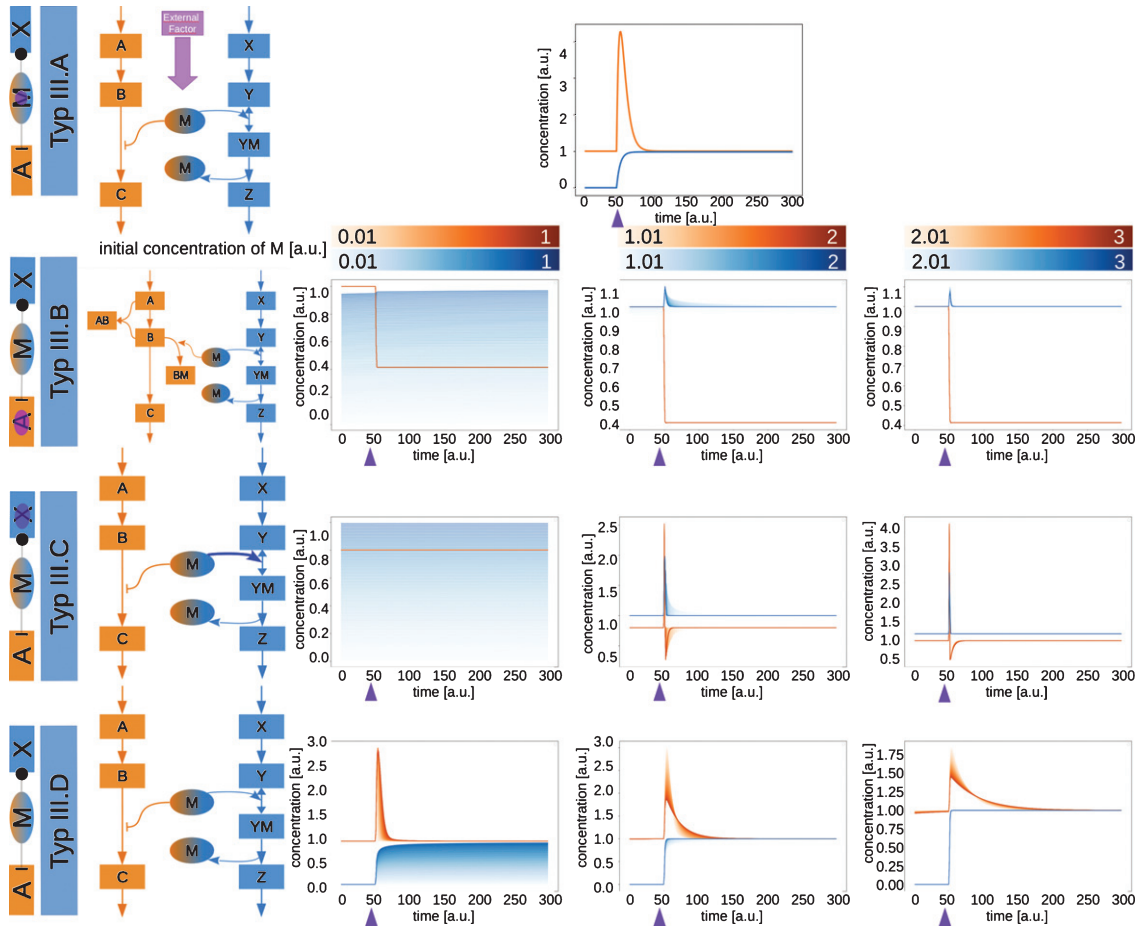 X
M
A
Typ III.A
A
B
C
External
Factor
M
M
X
Y
YM
Z
concentration [a.u.]
4
3
2
1
0
0 50 100 150 200 250 300
time [a.u.]
initial concentration of M [a.u.]
0.01 1
0.01 1
1.01 2
1.01 2
2.01 3
2.01 3
X
M
A
Typ III.B
A
AB
B
BM
C
M
M
X
Y
YM
Z
concentration [a.u.]
1.0
0.8
0.6
0.4
0.2
0.0
0 50 100 150 200 250 300
time [a.u.]
concentration [a.u.]
1.1
1.0
0.9
0.8
0.7
0.5
0.4
0 50 100 150 200 250 300
time [a.u.]
concentration [a.u.]
1.1
1.0
0.9
0.8
0.7
0.5
0.4
0 50 100 150 200 250 300
time [a.u.]
X
M
A
Typ III.C
A
B
C
M
M
X
Y
YM
Z
concentration [a.u.]
1.0
0.8
0.6
0.4
0.2
0.0
0 50 100 150 200 250 300
time [a.u.]
concentration [a.u.]
2.5
2.0
1.0
0.5
0 50 100 150 200 250 300
time [a.u.]
concentration [a.u.]
4.0
3.5
3.0
2.5
2.0
1.5
1.0
0.5
0 50 100 150 200 250 300
time [a.u.]
X
M
A
Typ III.D
A
B
C
M
M
X
Y
YM
Z
concentration [a.u.]
3.0
2.5
2.0
1.5
1.0
0.5
0.0
0 50 100 150 200 250 300
time [a.u.]
concentration [a.u.]
3.0
2.5
2.0
1.5
1.0
0.5
0.0
0 50 100 150 200 250 300
time [a.u.]
concentration [a.u.]
1.75
1.50
1.25
1.00
0.75
0.50
0.25
0.00
0 50 100 150 200 250 300
time [a.u.]